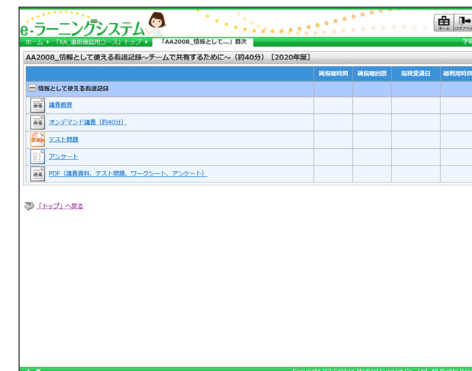 e-ラーニングシステム
ホーム ログアウト
ホーム 「XA_事前確認用コース」トップ 「AA2008_情報として...」目次
AA2008_情報として使える看護記録~チームで共有するために~（約40分）［2020年度］
純視聴時間 純視聴回数 最終受講日 総利用時間
情報として使える看護記録
講義概要
オンデマンド講義（約40分）
テスト問題
アンケート
PDF（講義資料、テスト問題、ワークシート、アンケート）
「トップ」へ戻る